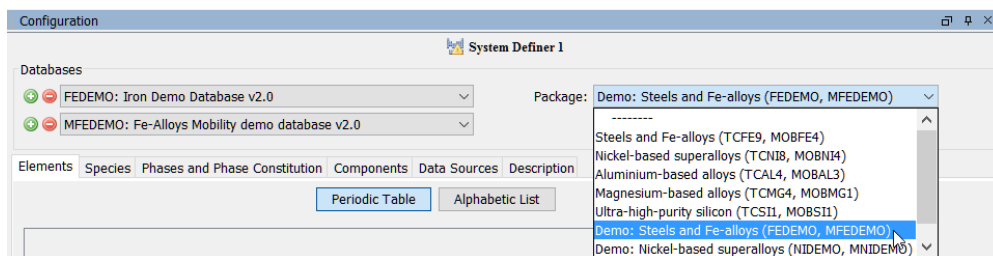 Configuration
System Definer 1
Databases
FEDEMO: Iron Demo Database v2.0
Package: Demo: Steels and Fe-alloys (FEDEMO, MFEDEMO)
MFEDEMO: Fe-Alloys Mobility demo database v2.0
--------
Steels and Fe-alloys (TCFE9, MOBFE4)
Nickel-based superalloys (TCNI8, MOBNI4)
Aluminium-based alloys (TCAL4, MOBAL3)
Magnesium-based alloys (TCMG4, MOBMG1)
Ultra-high-purity silicon (TCSI1, MOBSI1)
Demo: Steels and Fe-alloys (FEDEMO, MFEDEMO)
Demo: Nickel-based superalloys (NIDEMO, MNIDEMO)
Elements Species Phases and Phase Constitution Components Data Sources Description
Periodic Table Alphabetic List